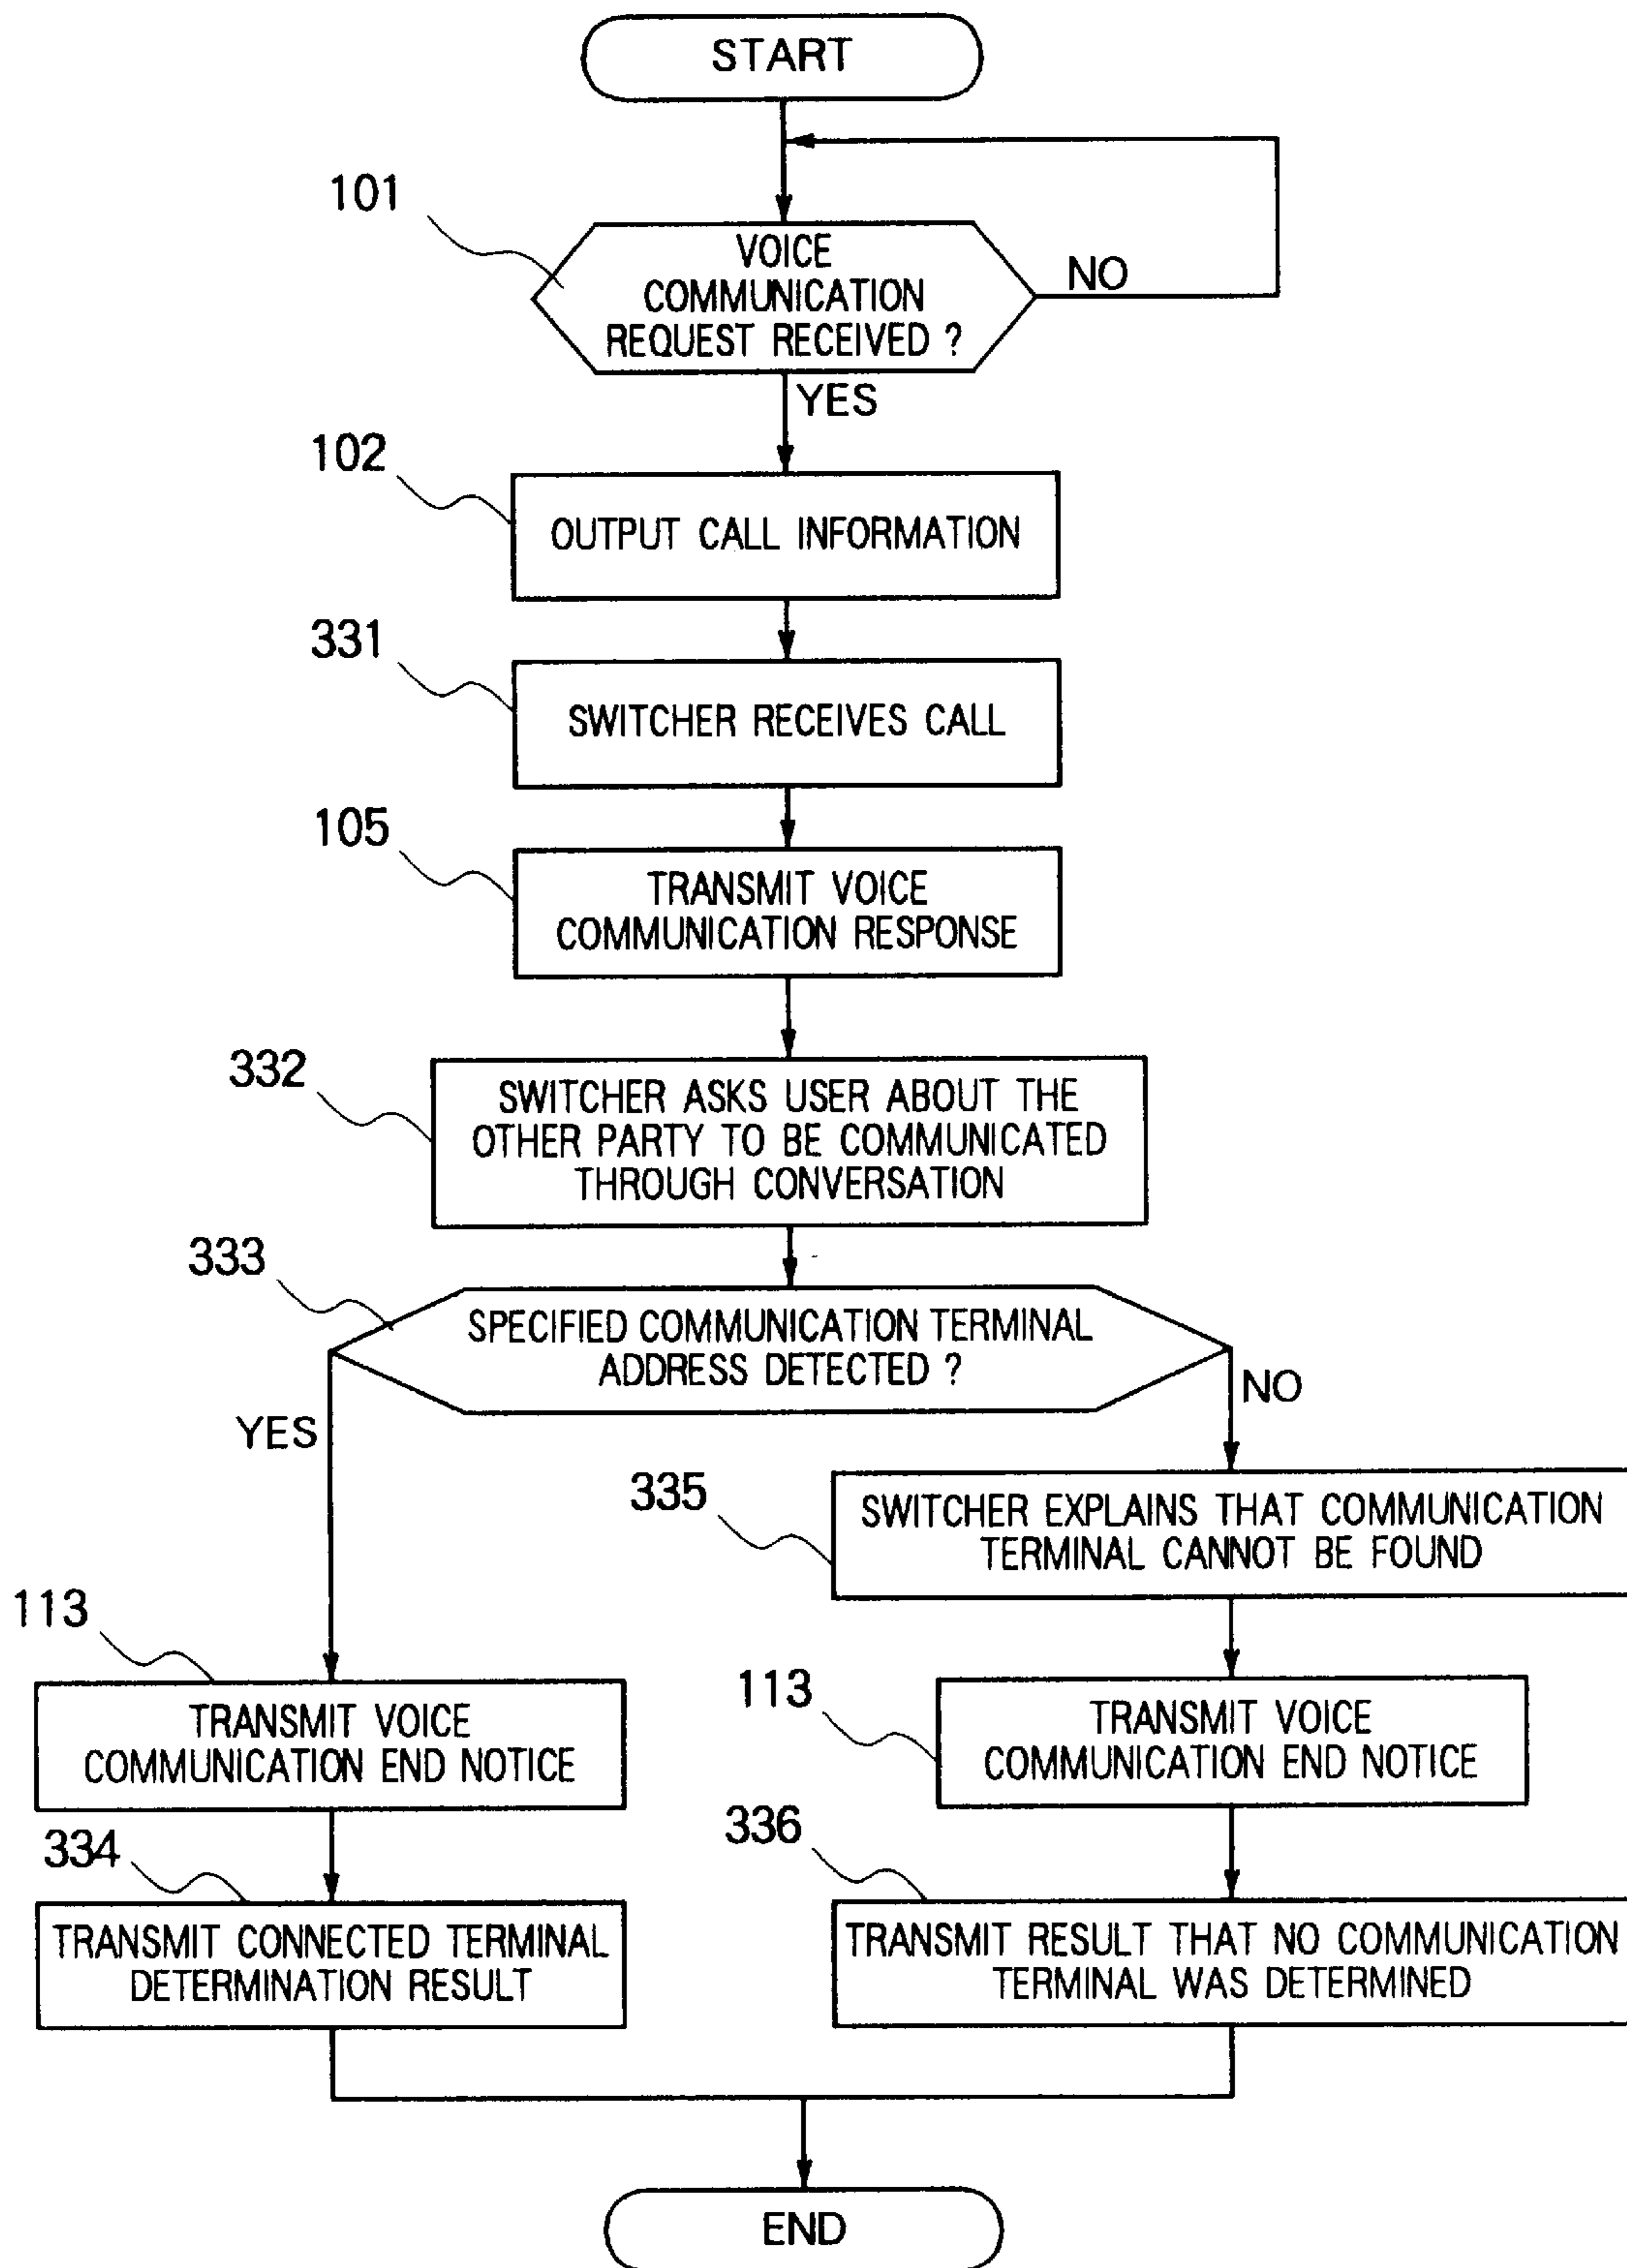 START
101
VOICE
COMMUNICATION
REQUEST RECEIVED ?
NO
YES
102
OUTPUT CALL INFORMATION
331
SWITCHER RECEIVES CALL
105
TRANSMIT VOICE
COMMUNICATION RESPONSE
332
SWITCHER ASKS USER ABOUT THE
OTHER PARTY TO BE COMMUNICATED
THROUGH CONVERSATION
333
SPECIFIED COMMUNICATION TERMINAL
ADDRESS DETECTED ?
YES
NO
335
SWITCHER EXPLAINS THAT COMMUNICATION
TERMINAL CANNOT BE FOUND
113
TRANSMIT VOICE
COMMUNICATION END NOTICE
113
TRANSMIT VOICE
COMMUNICATION END NOTICE
334
TRANSMIT CONNECTED TERMINAL
DETERMINATION RESULT
336
TRANSMIT RESULT THAT NO COMMUNICATION
TERMINAL WAS DETERMINED
END